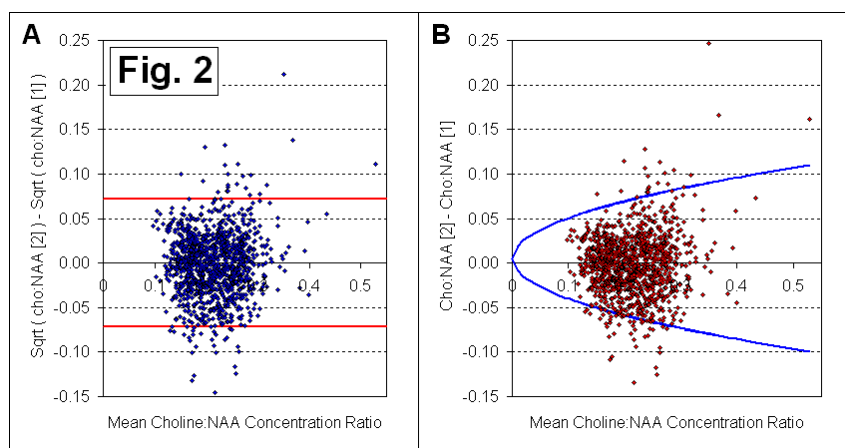 A
Fig. 2
Sqrt ( cho:NAA [2] ) - Sqrt ( cho:NAA [1] )
0.25
0.20
0.15
0.10
0.05
0.00
-0.05
-0.10
-0.15
0 0.1 0.2 0.3 0.4 0.5
Mean Choline:NAA Concentration Ratio
B
Cho:NAA [2] - Cho:NAA [1]
0.25
0.20
0.15
0.10
0.05
0.00
-0.05
-0.10
-0.15
0 0.1 0.2 0.3 0.4 0.5
Mean Choline:NAA Concentration Ratio